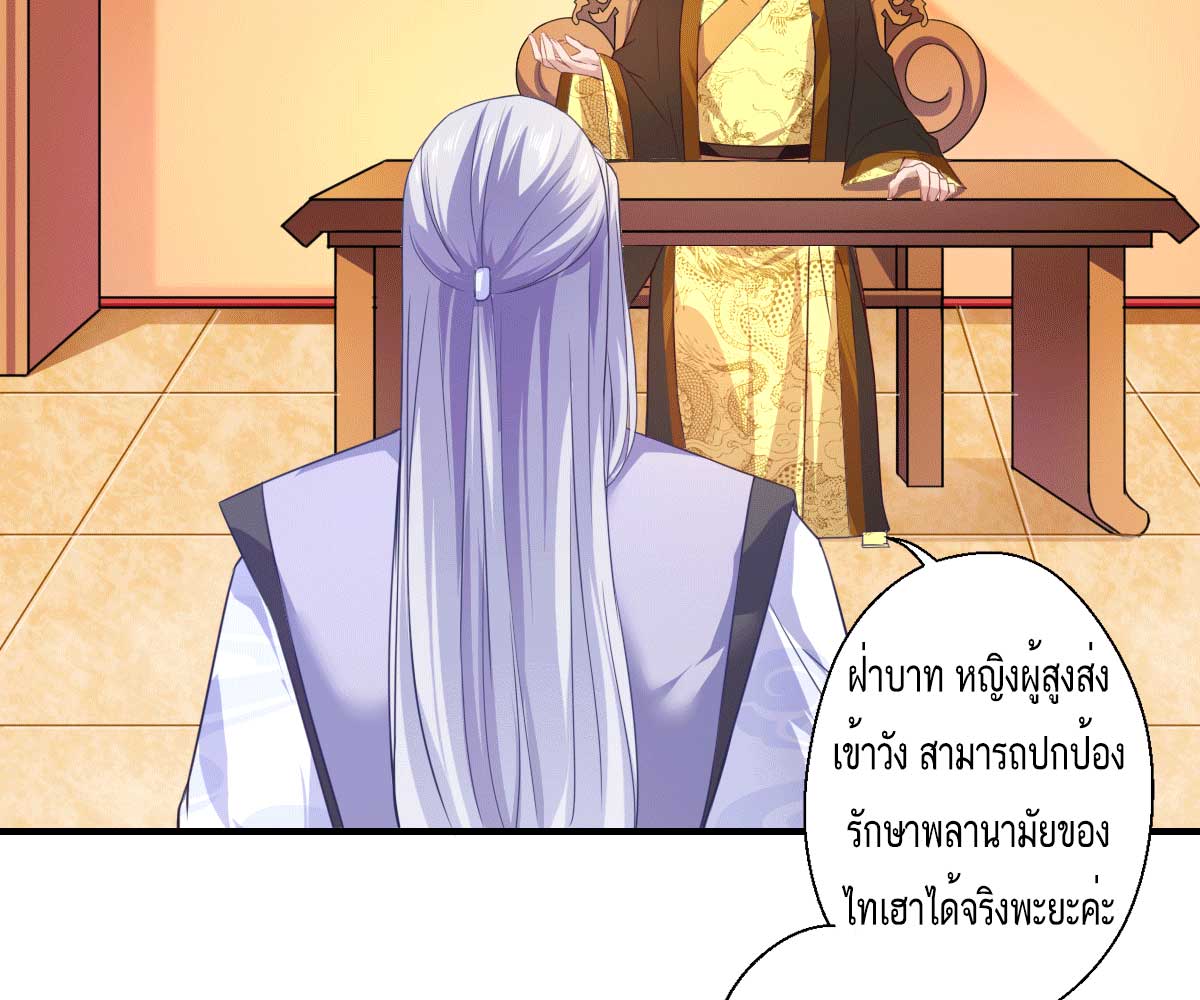 ฝ่าบาท หญิงผู้สูงส่ง
เข้าวัง สามารถปกป้อง
รักษาพลานามัยของ
ไทเฮาได้จริงพะยะค่ะ